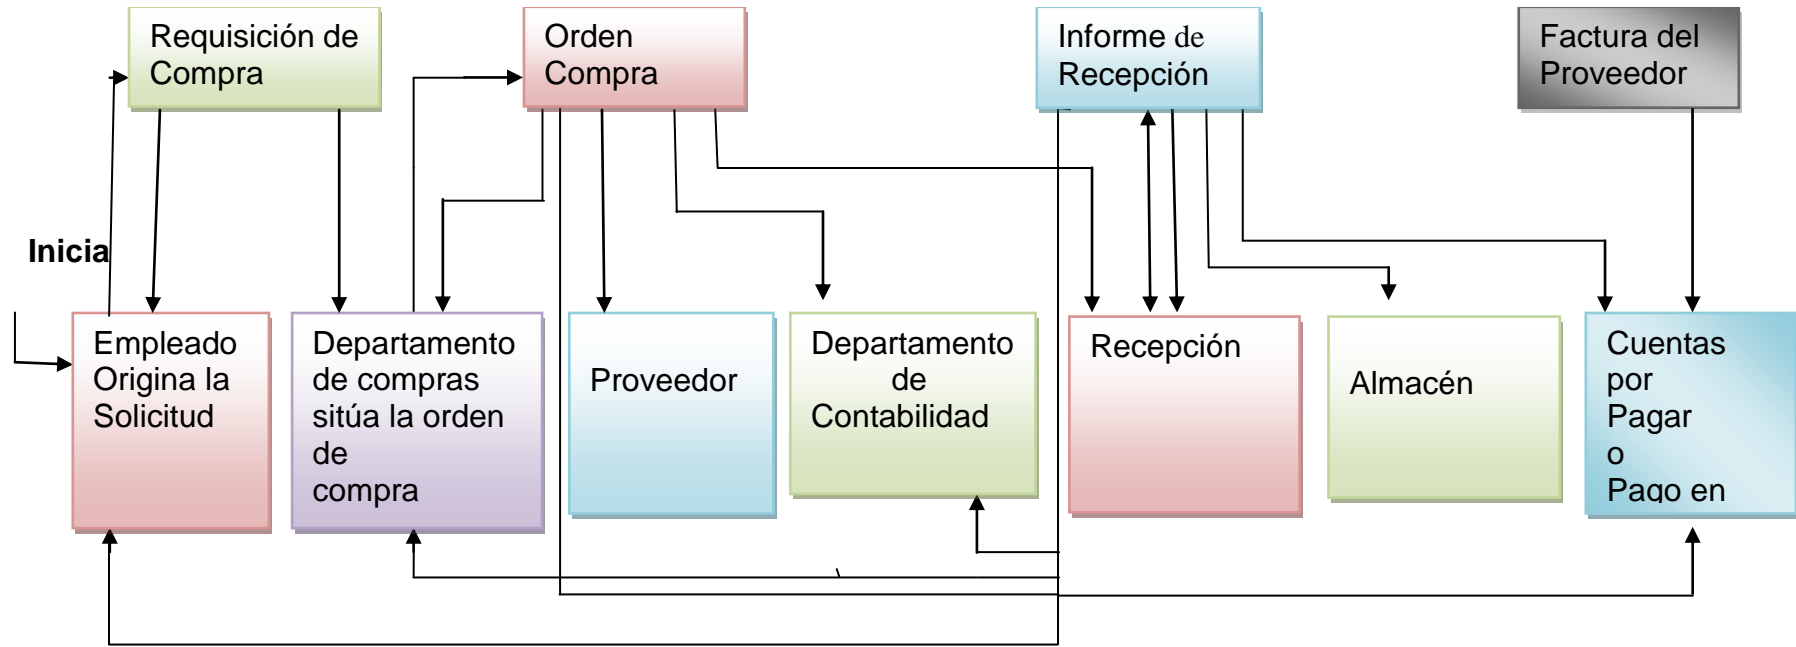 Requisición de
Compra
Orden
Compra
Informe de
Recepción
Factura del
Proveedor
Inicia
Empleado
Origina la
Solicitud
Departamento
de compras
sitúa la orden
de
compra
Proveedor
Departamento
de
Contabilidad
Recepción
Almacén
Cuentas
por
Pagar
o
Pago en